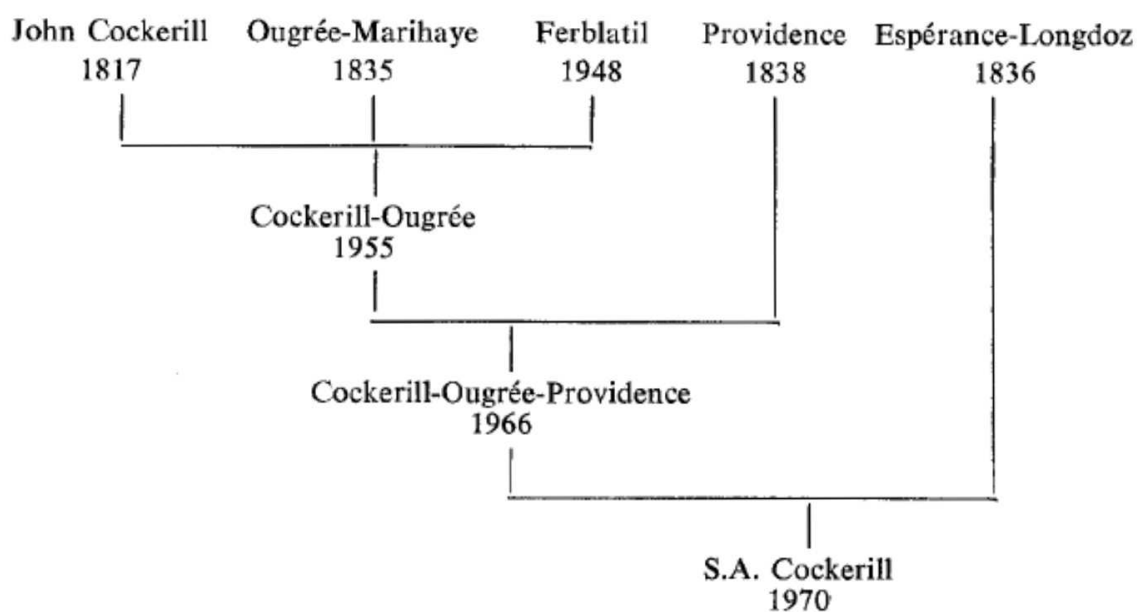 John Cockerill Ougrée-Marihaye Ferblatil Providence Espérance-Longdoz
1817 1835 1948 1838 1836
Cockerill-Ougrée
1955
Cockerill-Ougrée-Providence
1966
S.A. Cockerill
1970